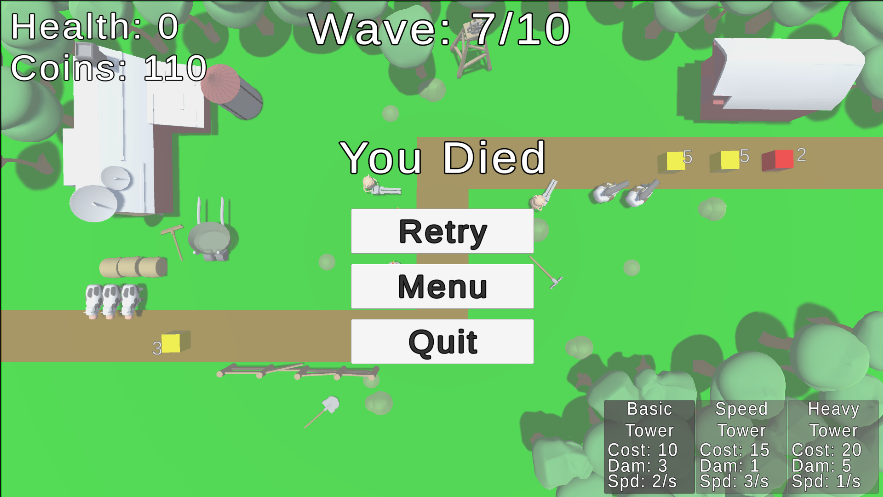 Health: 0
Wave: 7/10
Coins: 110
You Died
5
5
2
Retry
Menu
Quit
3
Basic
Tower
Cost: 10
Dam: 3
Spd: 2/s
Speed
Tower
Cost: 15
Dam: 1
Spd: 3/s
Heavy
Tower
Cost: 20
Dam: 5
Spd: 1/s